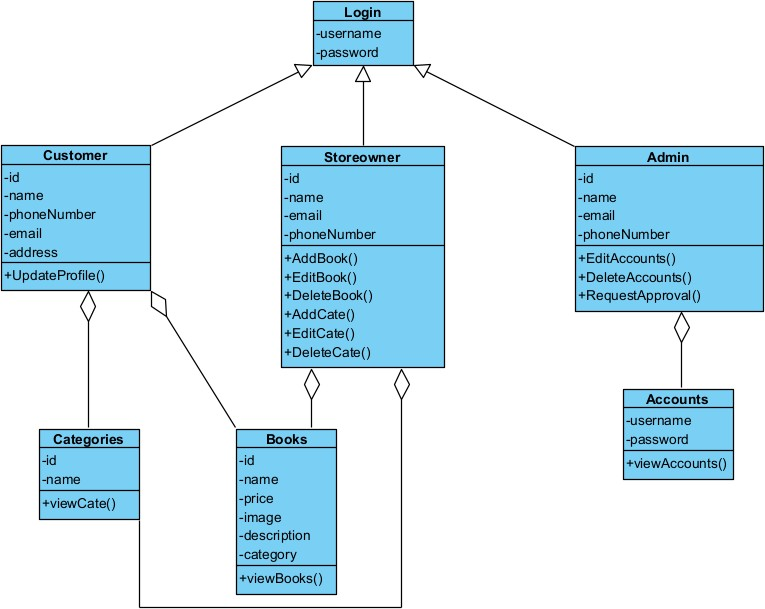 Login
-username
-password
Customer
-id
-name
-phoneNumber
-email
-address
+UpdateProfile()
Storeowner
-id
-name
-email
-phoneNumber
+AddBook()
+EditBook()
+DeleteBook()
+AddCate()
+EditCate()
+DeleteCate()
Admin
-id
-name
-email
-phoneNumber
+EditAccounts()
+DeleteAccounts()
+RequestApproval()
Accounts
-username
-password
+viewAccounts()
Categories
-id
-name
+viewCate()
Books
-id
-name
-price
-image
-description
-category
+viewBooks()